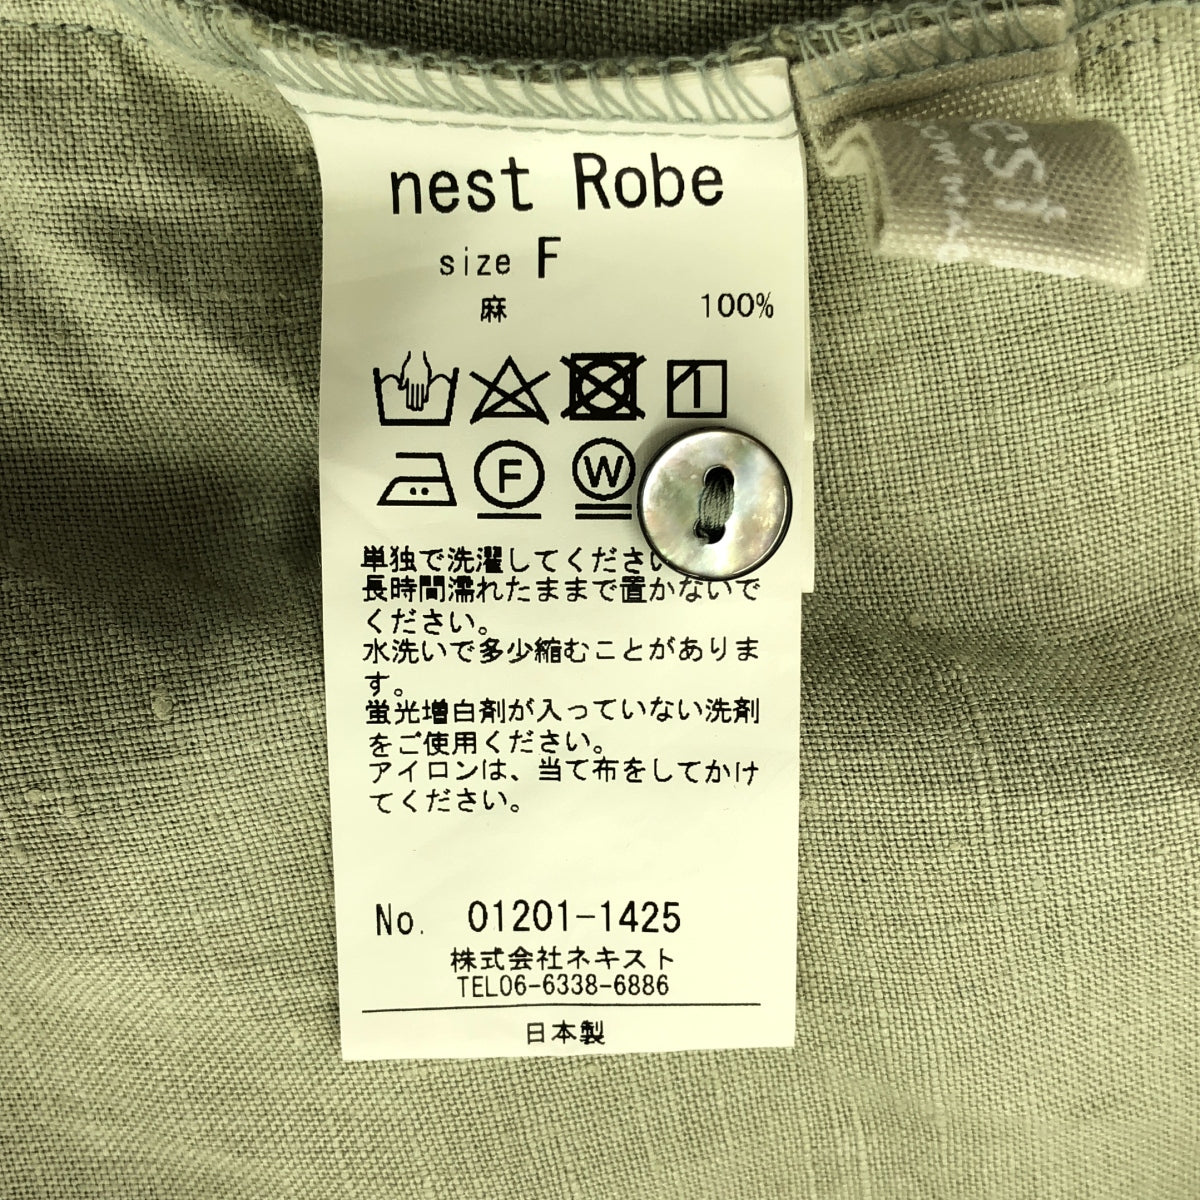 nest Robe
size F
麻 100%
F W
単独で洗濯してください
長時間濡れたままで置かないで
ください。
水洗いで多少縮むことがありま
す。
蛍光増白剤が入っていない洗剤
をご使用ください。
アイロンは、当て布をしてかけ
てください。
No. 01201-1425
株式会社ネキスト
TEL06-6338-6886
日本製